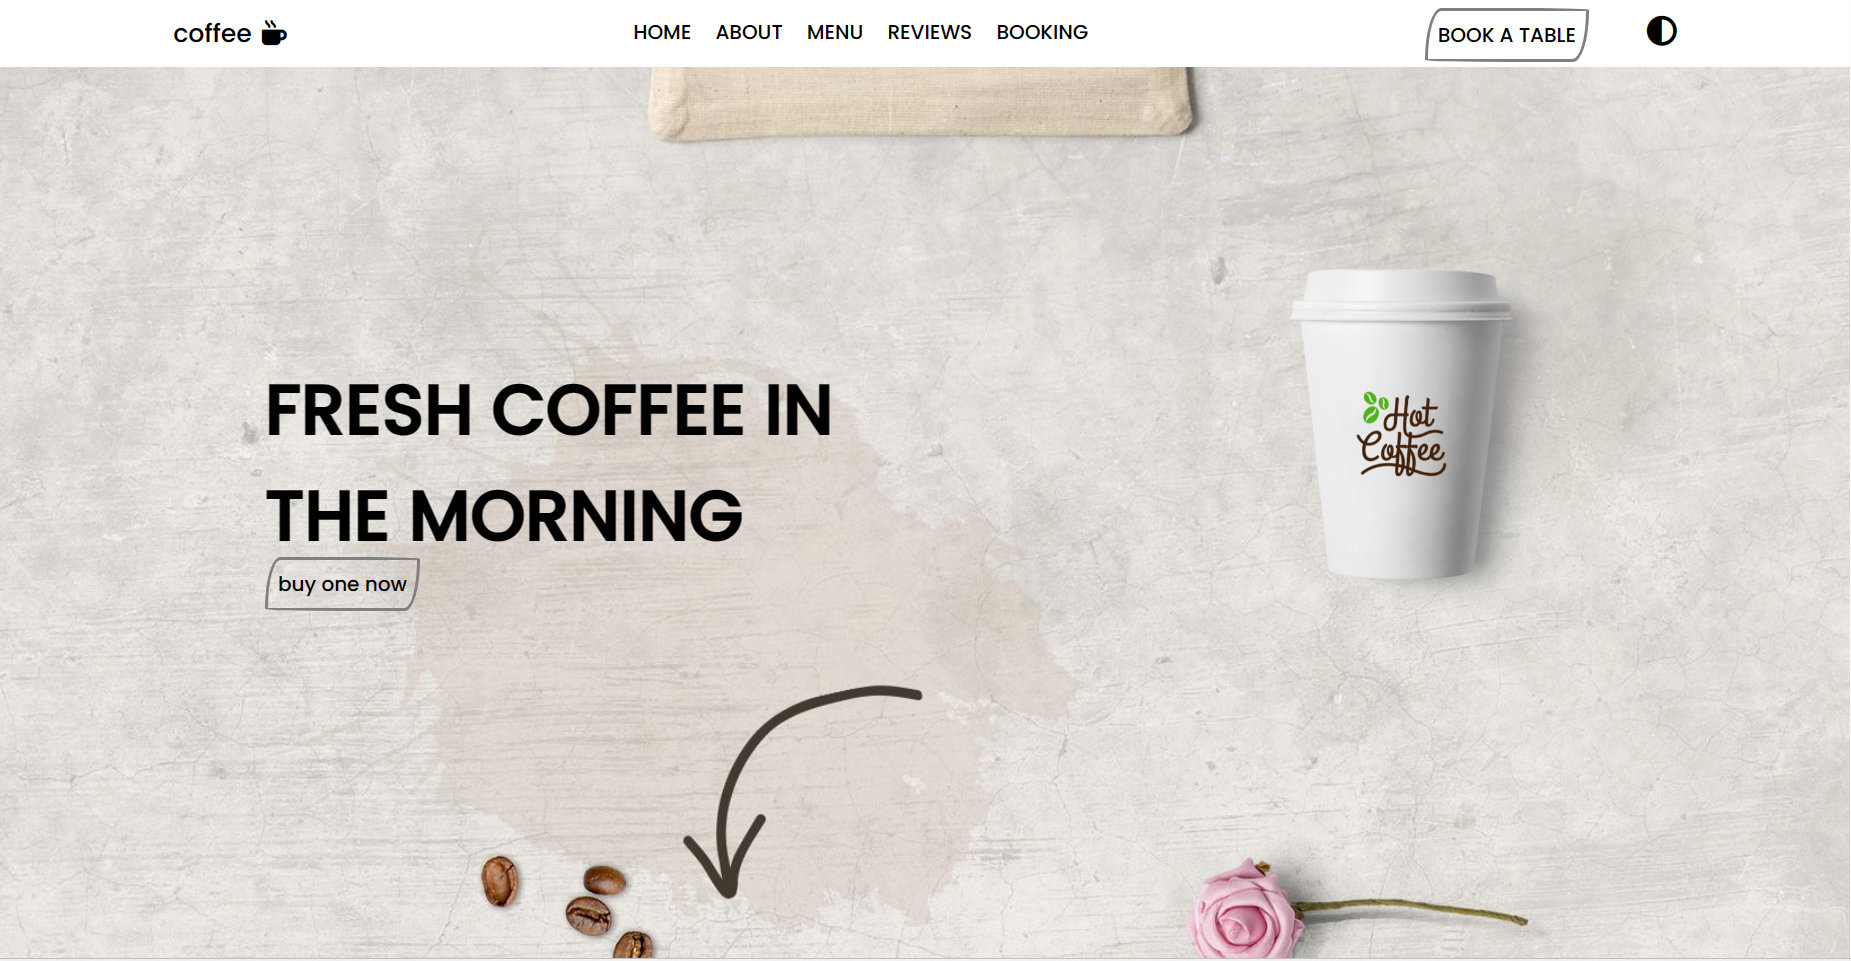 coffee
HOME ABOUT MENU REVIEWS BOOKING
BOOK A TABLE
FRESH COFFEE IN
THE MORNING
buy one now
Hot
Coffee